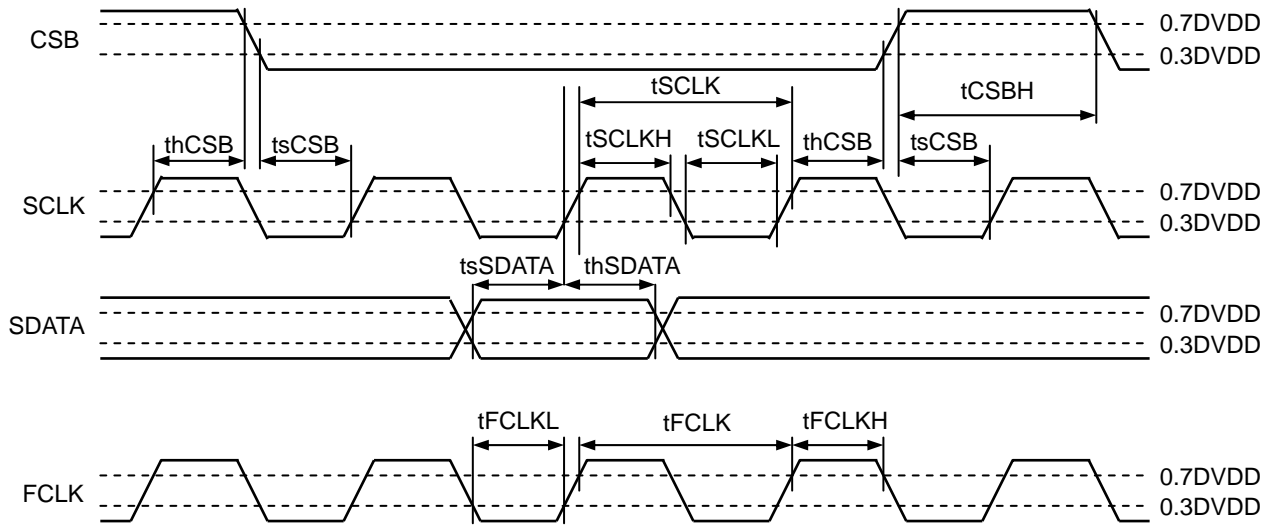 CSB
0.7DVDD
0.3DVDD
tSCLK
tCSBH
thCSB
tsCSB
tSCLKH
tSCLKL
thCSB
tsCSB
SCLK
0.7DVDD
0.3DVDD
tsSDATA
thSDATA
SDATA
0.7DVDD
0.3DVDD
tFCLKL
tFCLK
tFCLKH
FCLK
0.7DVDD
0.3DVDD